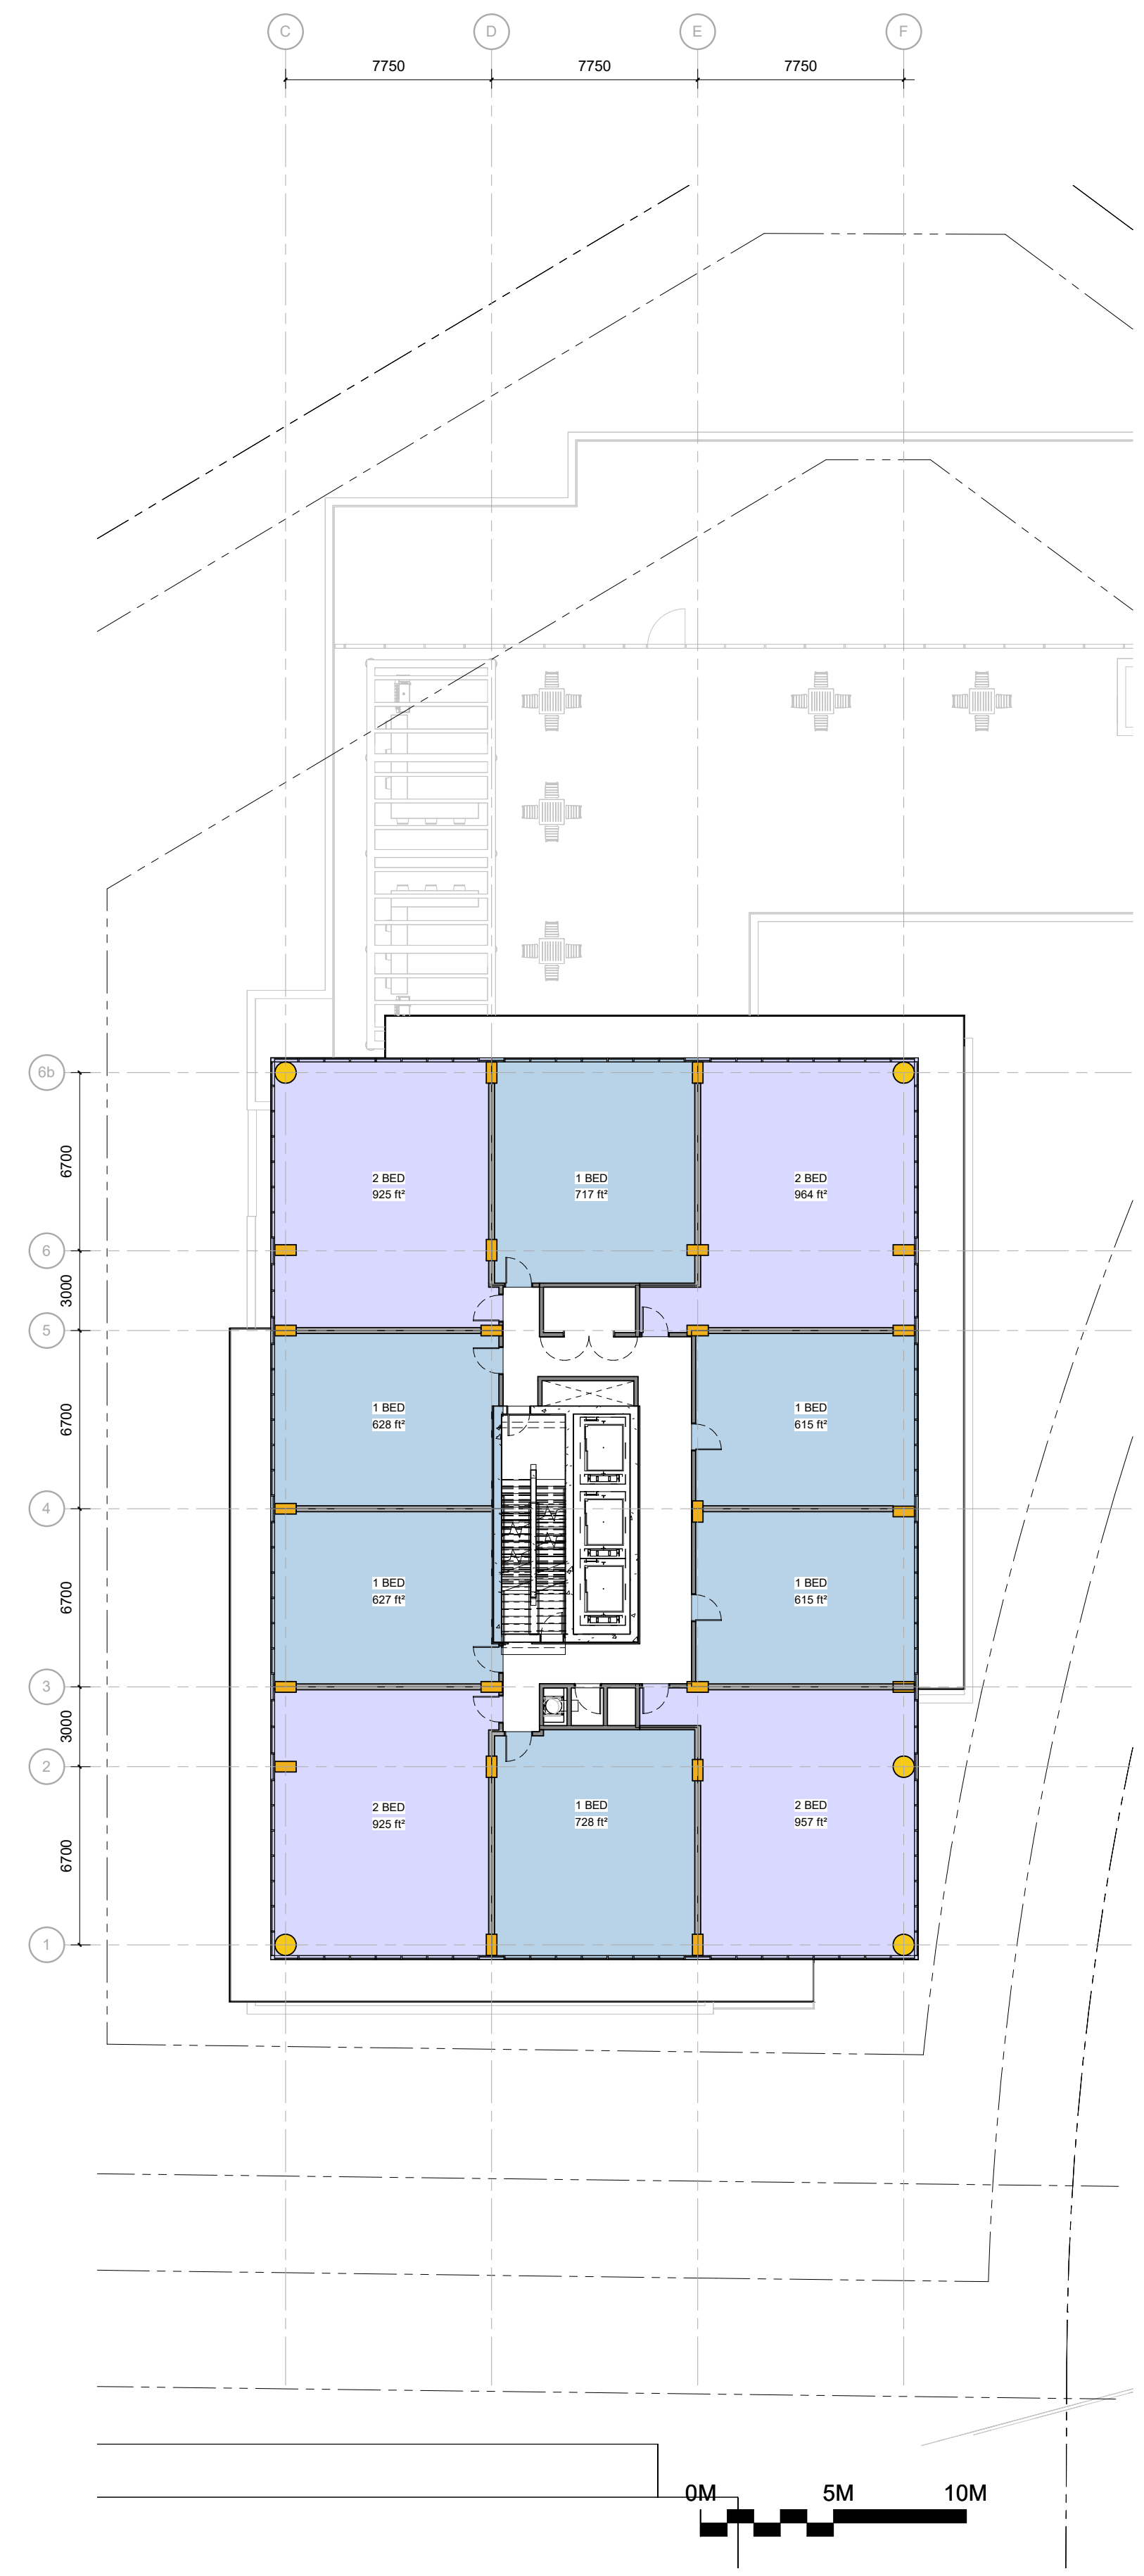 C
D
E
F
7750
7750
7750
6b
6700
2 BED
925 ft²
1 BED
717 ft²
2 BED
964 ft²
6
3000
5
6700
1 BED
628 ft²
1 BED
615 ft²
4
6700
1 BED
627 ft²
1 BED
615 ft²
3
3000
2
6700
2 BED
925 ft²
1 BED
728 ft²
2 BED
957 ft²
1
0M
5M
10M